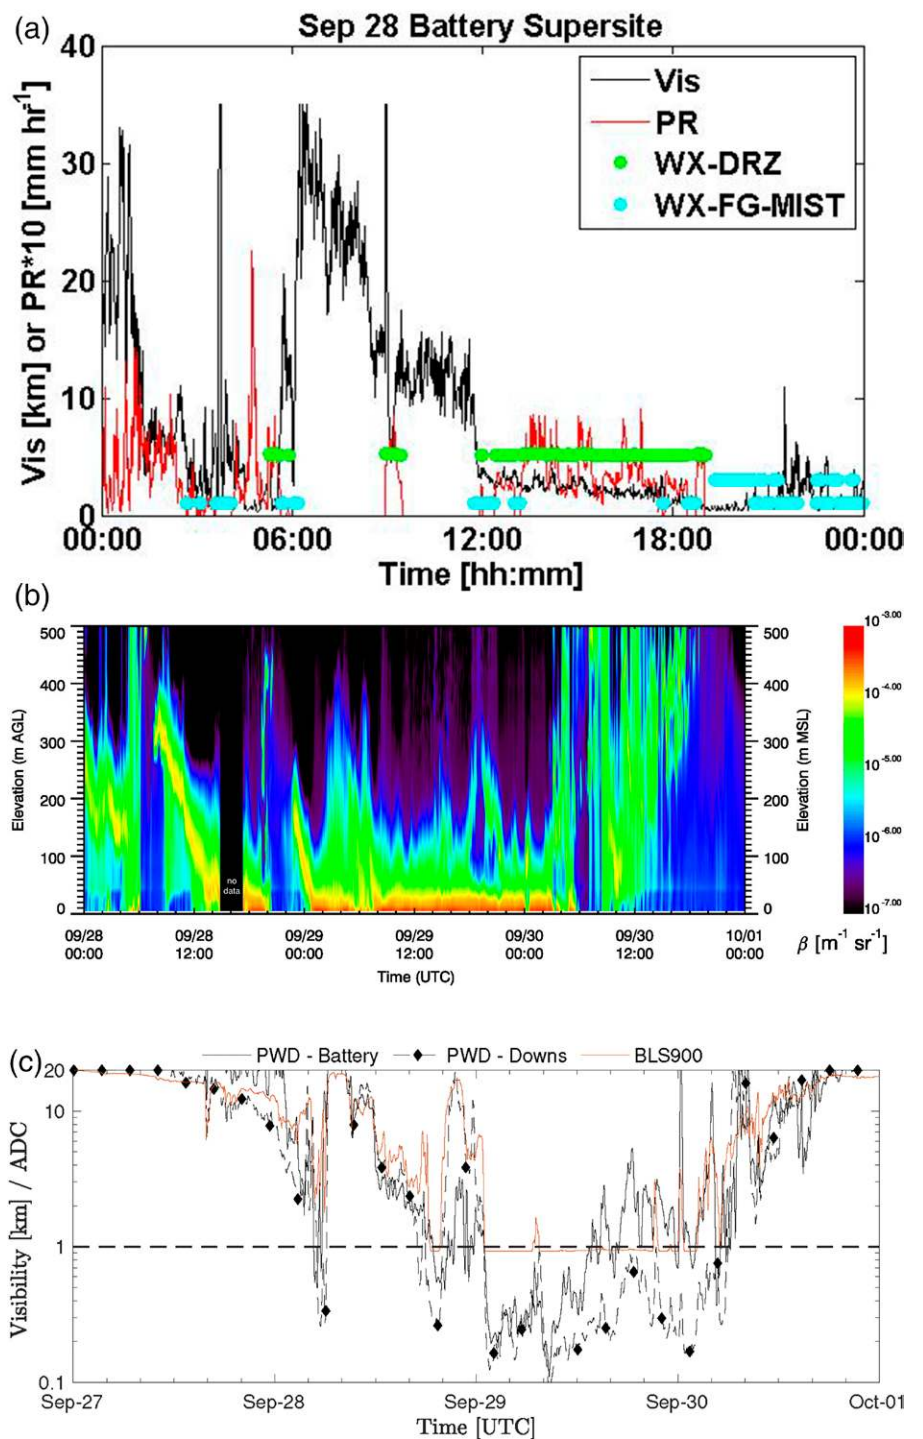 (a)
Sep 28 Battery Supersite
40
30
20
10
0
Vis [km] or PR*10 [mm hr-1]
Vis
PR
WX-DRZ
WX-FG-MIST
00:00 06:00 12:00 18:00 00:00
Time [hh:mm]
(b)
500
400
300
200
100
0
Elevation (m AGL)
no
data
500
400
300
200
100
0
Elevation (m MSL)
10-3.00
10-4.00
10-5.00
10-6.00
10-7.00
β [m-1 sr-1]
09/28 09/28 09/29 09/29 09/30 09/30 10/01
00:00 12:00 00:00 12:00 00:00 12:00 00:00
Time (UTC)
(c)
PWD - Battery PWD - Downs BLS900
20
10
1
0.1
Visibility [km] / ADC
Sep-27 Sep-28 Sep-29 Sep-30 Oct-01
Time [UTC]